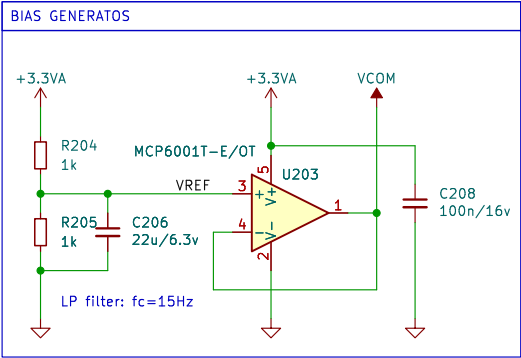 BIAS GENERATOS
+3.3VA
+3.3VA
VCOM
R204
1k
MCP6001T-E/OT
U203
5
V+
VREF
3
+
1
C208
100n/16v
R205
1k
C206
22u/6.3v
4
−
V-
2
LP filter: fc=15Hz